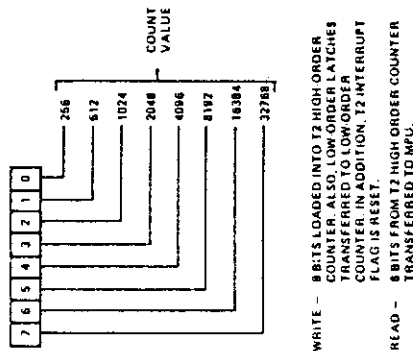 7 6 5 4 3 2 1 0
256
512
1024
2048
4096
8192
16384
32768
COUNT
VALUE
WRITE – 8 BITS LOADED INTO T2 HIGH-ORDER
COUNTER. ALSO, LOW-ORDER LATCHES
TRANSFERRED TO LOW-ORDER
COUNTER. IN ADDITION, T2 INTERRUPT
FLAG IS RESET.
READ – 8 BITS FROM T2 HIGH-ORDER COUNTER
TRANSFERRED TO MPU.